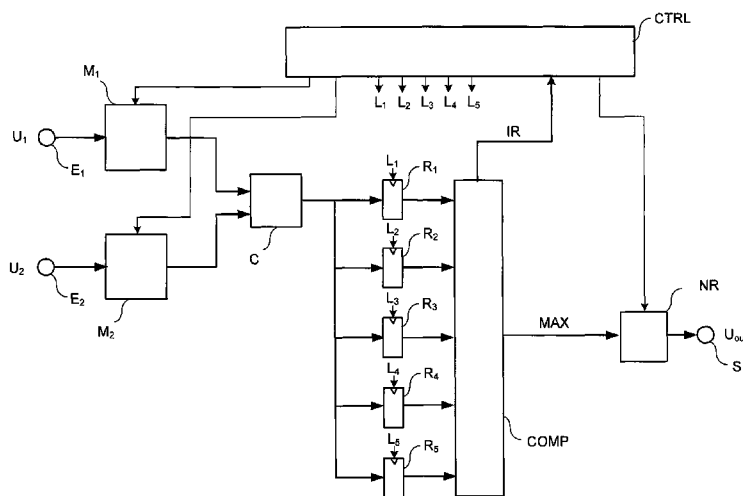 CTRL
M₁
L₁ L₂ L₃ L₄ L₅
IR
U₁
E₁
L₁
R₁
C
L₂
R₂
U₂
E₂
M₂
L₃
R₃
MAX
NR
Uou
S
L₄
R₄
COMP
L₅
R₅